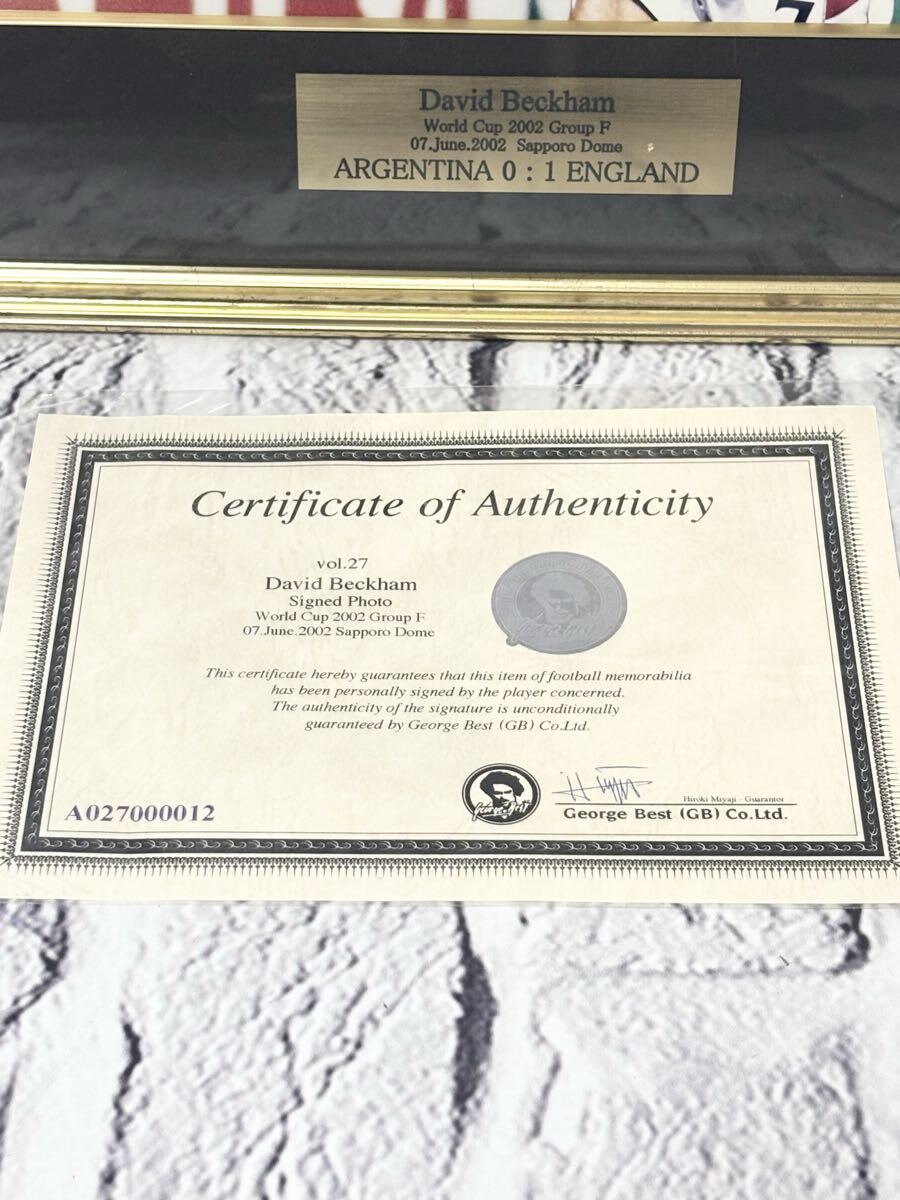 7
David Beckham
World Cup 2002 Group F
07.June.2002 Sapporo Dome
ARGENTINA 0 : 1 ENGLAND
Certificate of Authenticity
vol.27
David Beckham
Signed Photo
World Cup 2002 Group F
07.June.2002 Sapporo Dome
This certificate hereby guarantees that this item of football memorabilia
has been personally signed by the player concerned.
The authenticity of the signature is unconditionally
guaranteed by George Best (GB) Co.Ltd.
A027000012
George Best
Hiroki Miyaji - Guarantor
George Best (GB) Co.Ltd.